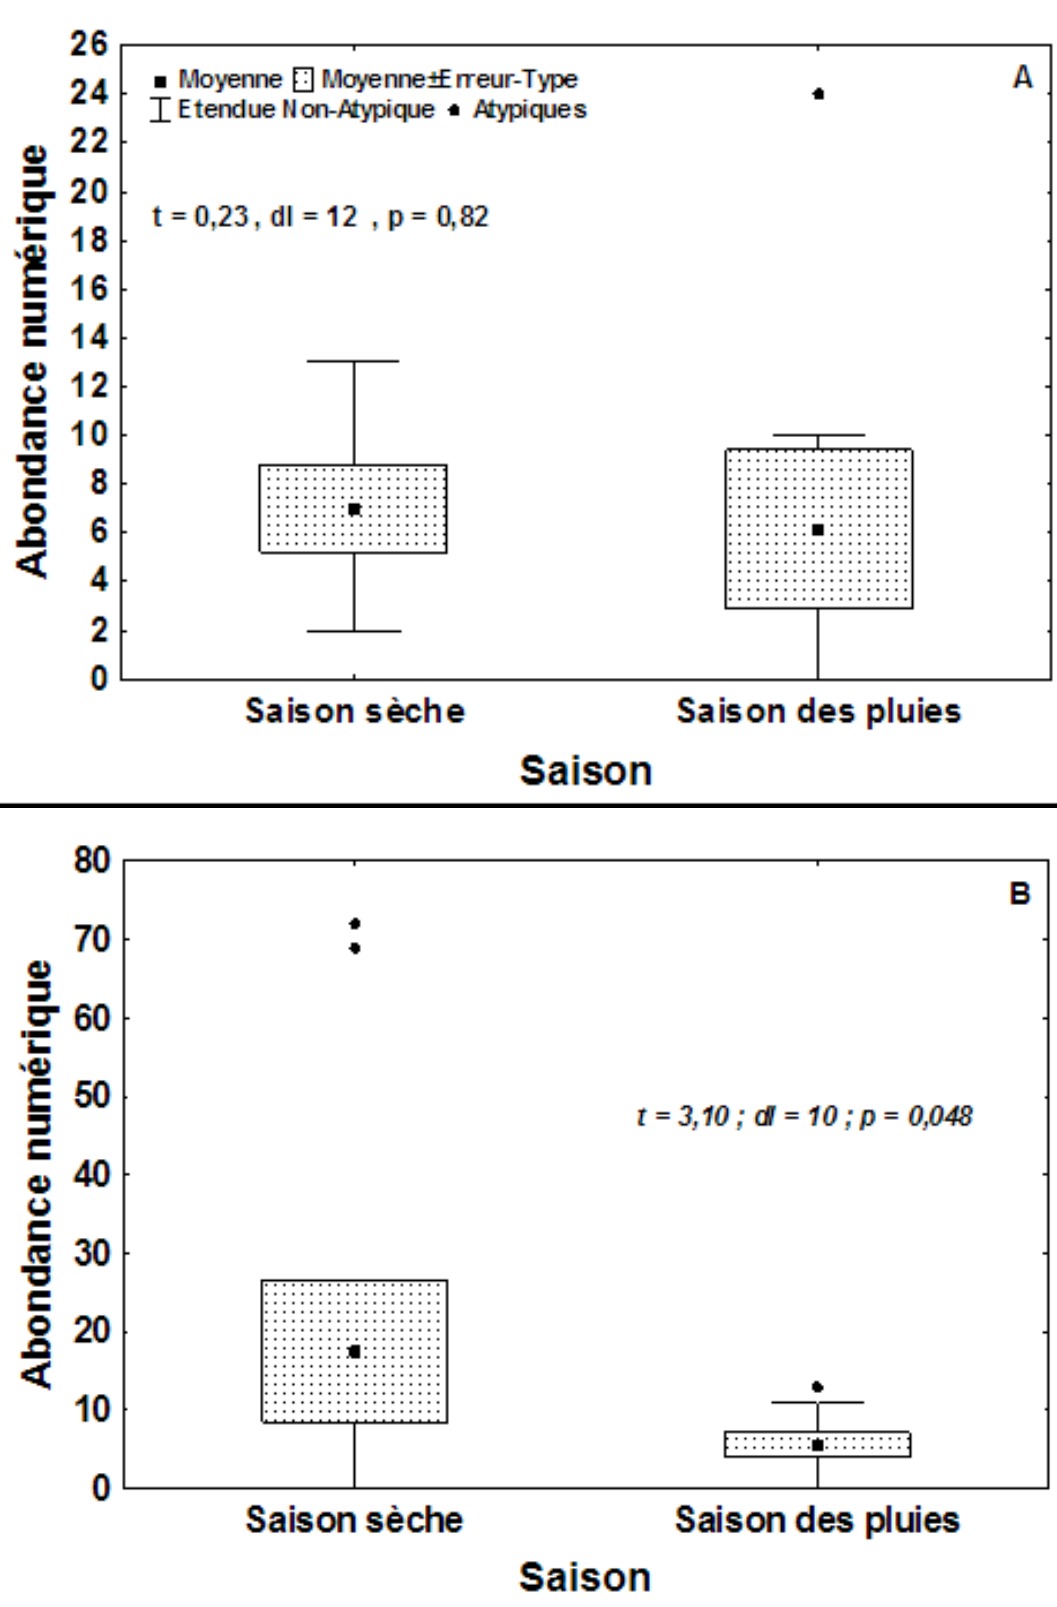 26
A
Moyenne Moyenne±Erreur-Type
24
Etendue Non-Atypique Atypiques
22
20
t = 0,23 , dl = 12 , p = 0,82
18
16
14
12
10
8
6
4
2
0
Abondance numérique
Saison sèche Saison des pluies
Saison
80
B
70
60
50
t = 3,10 ; dl = 10 ; p = 0,048
40
30
20
10
0
Abondance numérique
Saison sèche Saison des pluies
Saison